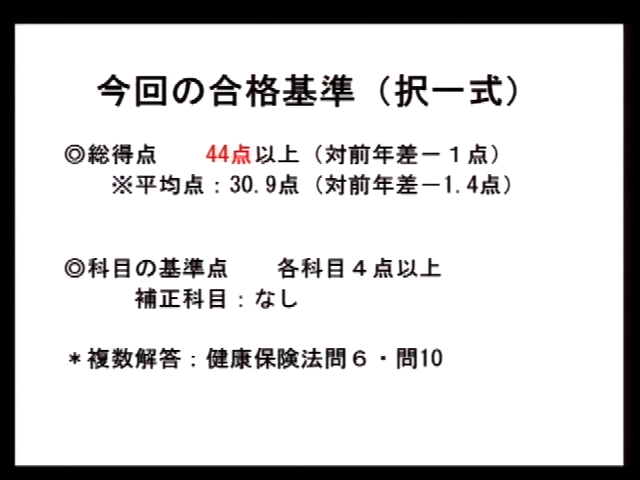 今回の合格基準（択一式）
◎総得点　　44点以上（対前年差－１点）
※平均点：30.9点（対前年差－1.4点）
◎科目の基準点　　各科目４点以上
補正科目：なし
＊複数解答：健康保険法問６・問10